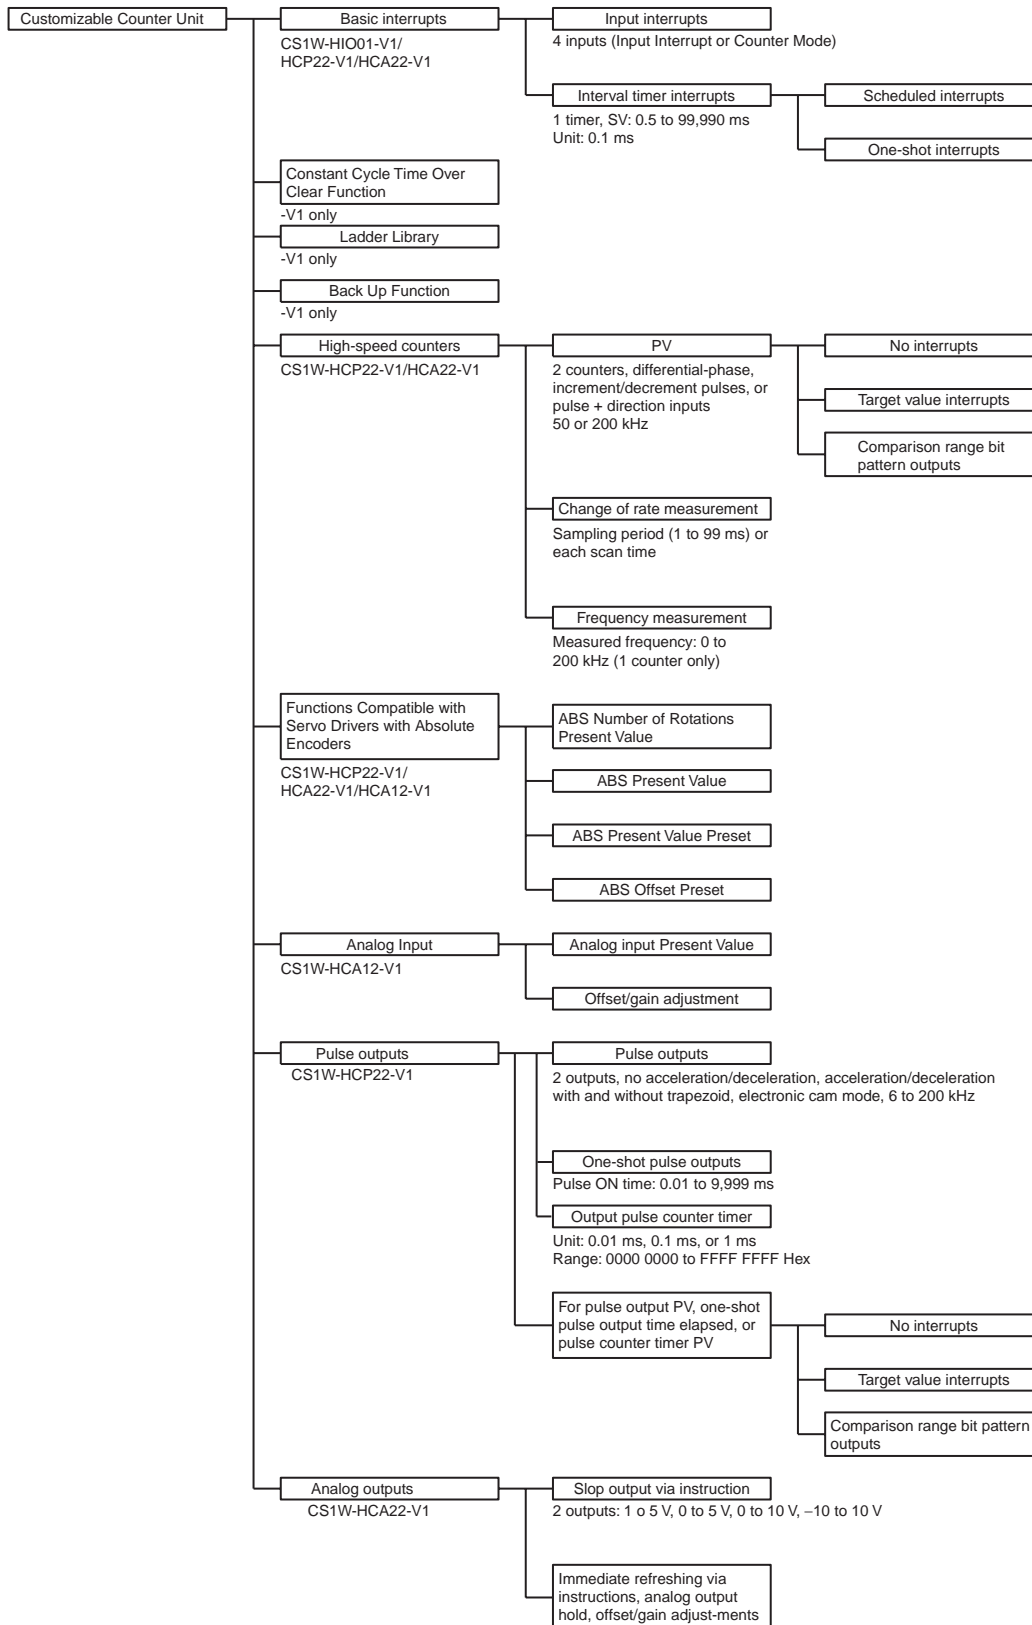 Customizable Counter Unit
Basic interrupts
CS1W-HIO01-V1/
HCP22-V1/HCA22-V1
Input interrupts
4 inputs (Input Interrupt or Counter Mode)
Interval timer interrupts
1 timer, SV: 0.5 to 99,990 ms
Unit: 0.1 ms
Scheduled interrupts
One-shot interrupts
Constant Cycle Time Over
Clear Function
-V1 only
Ladder Library
-V1 only
Back Up Function
-V1 only
High-speed counters
CS1W-HCP22-V1/HCA22-V1
PV
2 counters, differential-phase,
increment/decrement pulses, or
pulse + direction inputs
50 or 200 kHz
No interrupts
Target value interrupts
Comparison range bit
pattern outputs
Change of rate measurement
Sampling period (1 to 99 ms) or
each scan time
Frequency measurement
Measured frequency: 0 to
200 kHz (1 counter only)
Functions Compatible with
Servo Drivers with Absolute
Encoders
CS1W-HCP22-V1/
HCA22-V1/HCA12-V1
ABS Number of Rotations
Present Value
ABS Present Value
ABS Present Value Preset
ABS Offset Preset
Analog Input
CS1W-HCA12-V1
Analog input Present Value
Offset/gain adjustment
Pulse outputs
CS1W-HCP22-V1
Pulse outputs
2 outputs, no acceleration/deceleration, acceleration/deceleration
with and without trapezoid, electronic cam mode, 6 to 200 kHz
One-shot pulse outputs
Pulse ON time: 0.01 to 9,999 ms
Output pulse counter timer
Unit: 0.01 ms, 0.1 ms, or 1 ms
Range: 0000 0000 to FFFF FFFF Hex
For pulse output PV, one-shot
pulse output time elapsed, or
pulse counter timer PV
No interrupts
Target value interrupts
Comparison range bit pattern
outputs
Analog outputs
CS1W-HCA22-V1
Slop output via instruction
2 outputs: 1 o 5 V, 0 to 5 V, 0 to 10 V, –10 to 10 V
Immediate refreshing via
instructions, analog output
hold, offset/gain adjust-ments